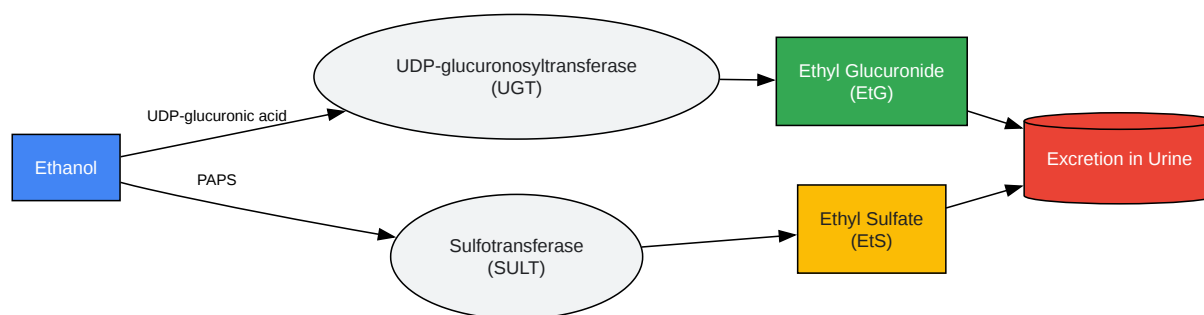 UDP-glucuronosyltransferase
(UGT)
Ethyl Glucuronide
(EtG)
UDP-glucuronic acid
Ethanol
Excretion in Urine
PAPS
Ethyl Sulfate
(EtS)
Sulfotransferase
(SULT)